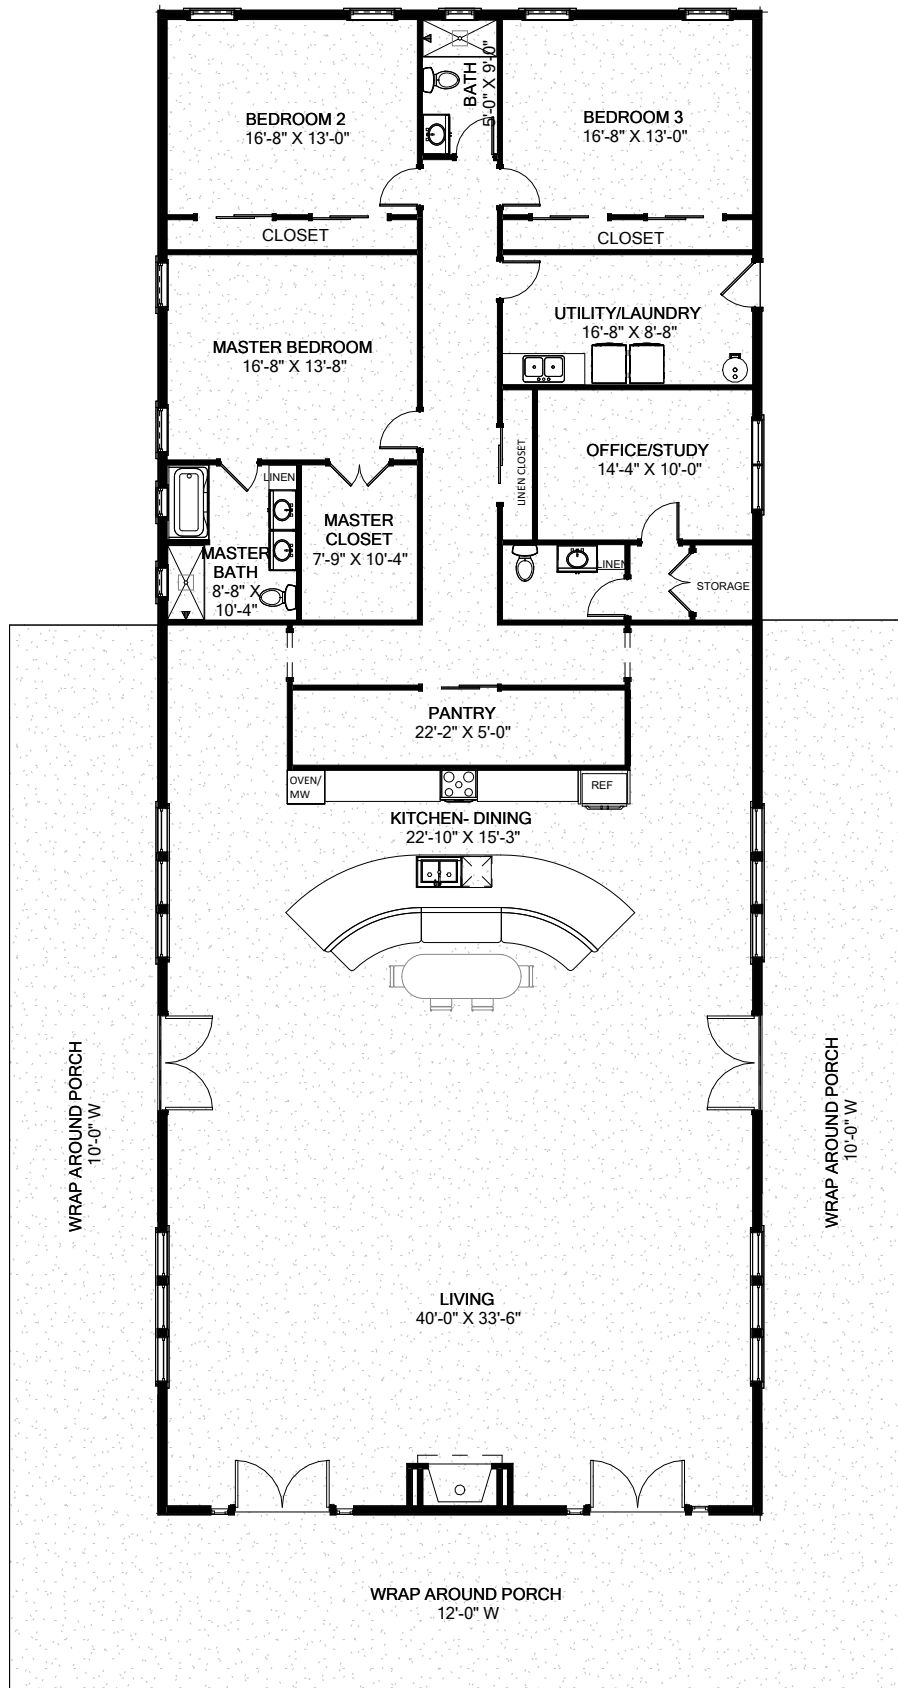 BEDROOM 2
16'-8" X 13'-0"
BATH
5'-0" X 9'-0"
BEDROOM 3
16'-8" X 13'-0"
CLOSET
CLOSET
UTILITY/LAUNDRY
16'-8" X 8'-8"
MASTER BEDROOM
16'-8" X 13'-8"
OFFICE/STUDY
14'-4" X 10'-0"
LINEN CLOSET
LINEN
MASTER
CLOSET
7'-9" X 10'-4"
MASTER
BATH
8'-8" X
10'-4"
LINEN
STORAGE
PANTRY
22'-2" X 5'-0"
OVEN/
MW
REF
KITCHEN- DINING
22'-10" X 15'-3"
WRAP AROUND PORCH
10'-0" W
WRAP AROUND PORCH
10'-0" W
LIVING
40'-0" X 33'-6"
WRAP AROUND PORCH
12'-0" W